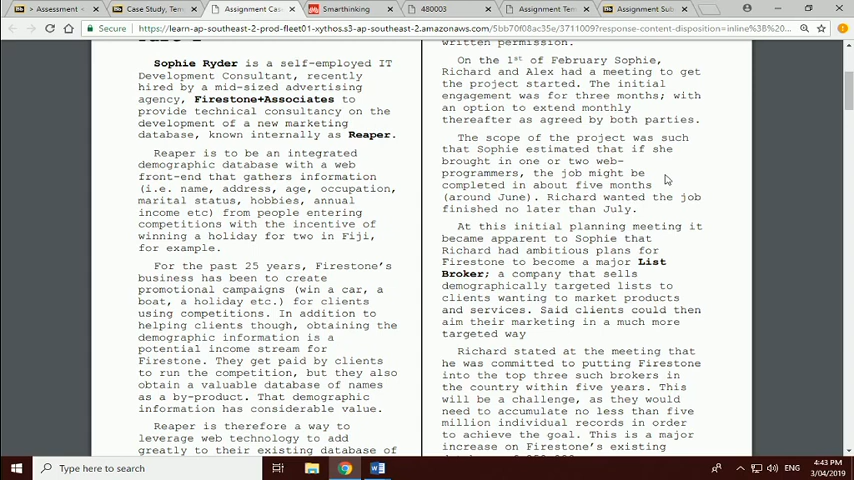 > Assessment
Case Study, Tem
Assignment Cas
Smarthinking
480003
Assignment Tem
Assignment Sub
Secure
https://learn-ap-southeast-2-prod-fleet01-xythos.s3-ap-southeast-2.amazonaws.com/5bb70f08ac35e/3711009?response-content-disposition=inline%3B%20...
Sophie Ryder is a self-employed IT
Development Consultant, recently
hired by a mid-sized advertising
agency, Firestone+Associates to
provide technical consultancy on the
development of a new marketing
database, known internally as Reaper.
Reaper is to be an integrated
demographic database with a web
front-end that gathers information
(i.e. name, address, age, occupation,
marital status, hobbies, annual
income etc) from people entering
competitions with the incentive of
winning a holiday for two in Fiji,
for example.
For the past 25 years, Firestone's
business has been to create
promotional campaigns (win a car, a
boat, a holiday etc.) for clients
using competitions. In addition to
helping clients though, obtaining the
demographic information is a
potential income stream for
Firestone. They get paid by clients
to run the competition, but they also
obtain a valuable database of names
as a by-product. That demographic
information has considerable value.
Reaper is therefore a way to
leverage web technology to add
greatly to their existing database of
written permission.
On the 1st of February Sophie,
Richard and Alex had a meeting to get
the project started. The initial
engagement was for three months; with
an option to extend monthly
thereafter as agreed by both parties.
The scope of the project was such
that Sophie estimated that if she
brought in one or two web-
programmers, the job might be
completed in about five months
(around June). Richard wanted the job
finished no later than July.
At this initial planning meeting it
became apparent to Sophie that
Richard had ambitious plans for
Firestone to become a major List
Broker; a company that sells
demographically targeted lists to
clients wanting to market products
and services. Said clients could then
aim their marketing in a much more
targeted way
Richard stated at the meeting that
he was committed to putting Firestone
into the top three such brokers in
the country within five years. This
will be a challenge, as they would
need to accumulate no less than five
million individual records in order
to achieve the goal. This is a major
increase on Firestone's existing
Type here to search
ENG
4:43 PM
3/04/2019